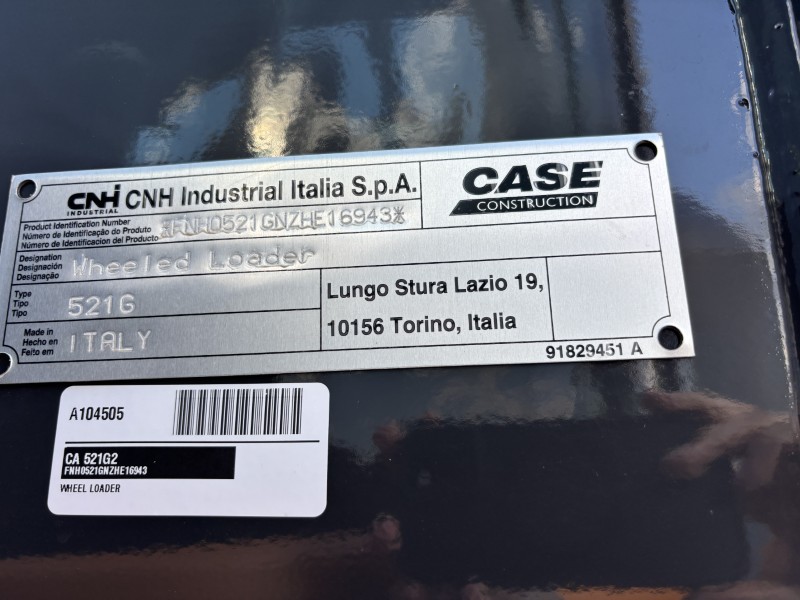 CNH INDUSTRIAL CNH Industrial Italia S.p.A.
CASE
CONSTRUCTION
Product Identification Number
Número de Identificação do Produto
Número de Identificacion del Producto
*FNH0521GNZHE16943*
Designation
Designación
Designação
Wheeled Loader
Type
Tipo
Tipo
521G
Lungo Stura Lazio 19,
10156 Torino, Italia
Made in
Hecho en
Feito em
ITALY
91829451 A
A104505
CA 521G2
FNH0521GNZHE16943
WHEEL LOADER